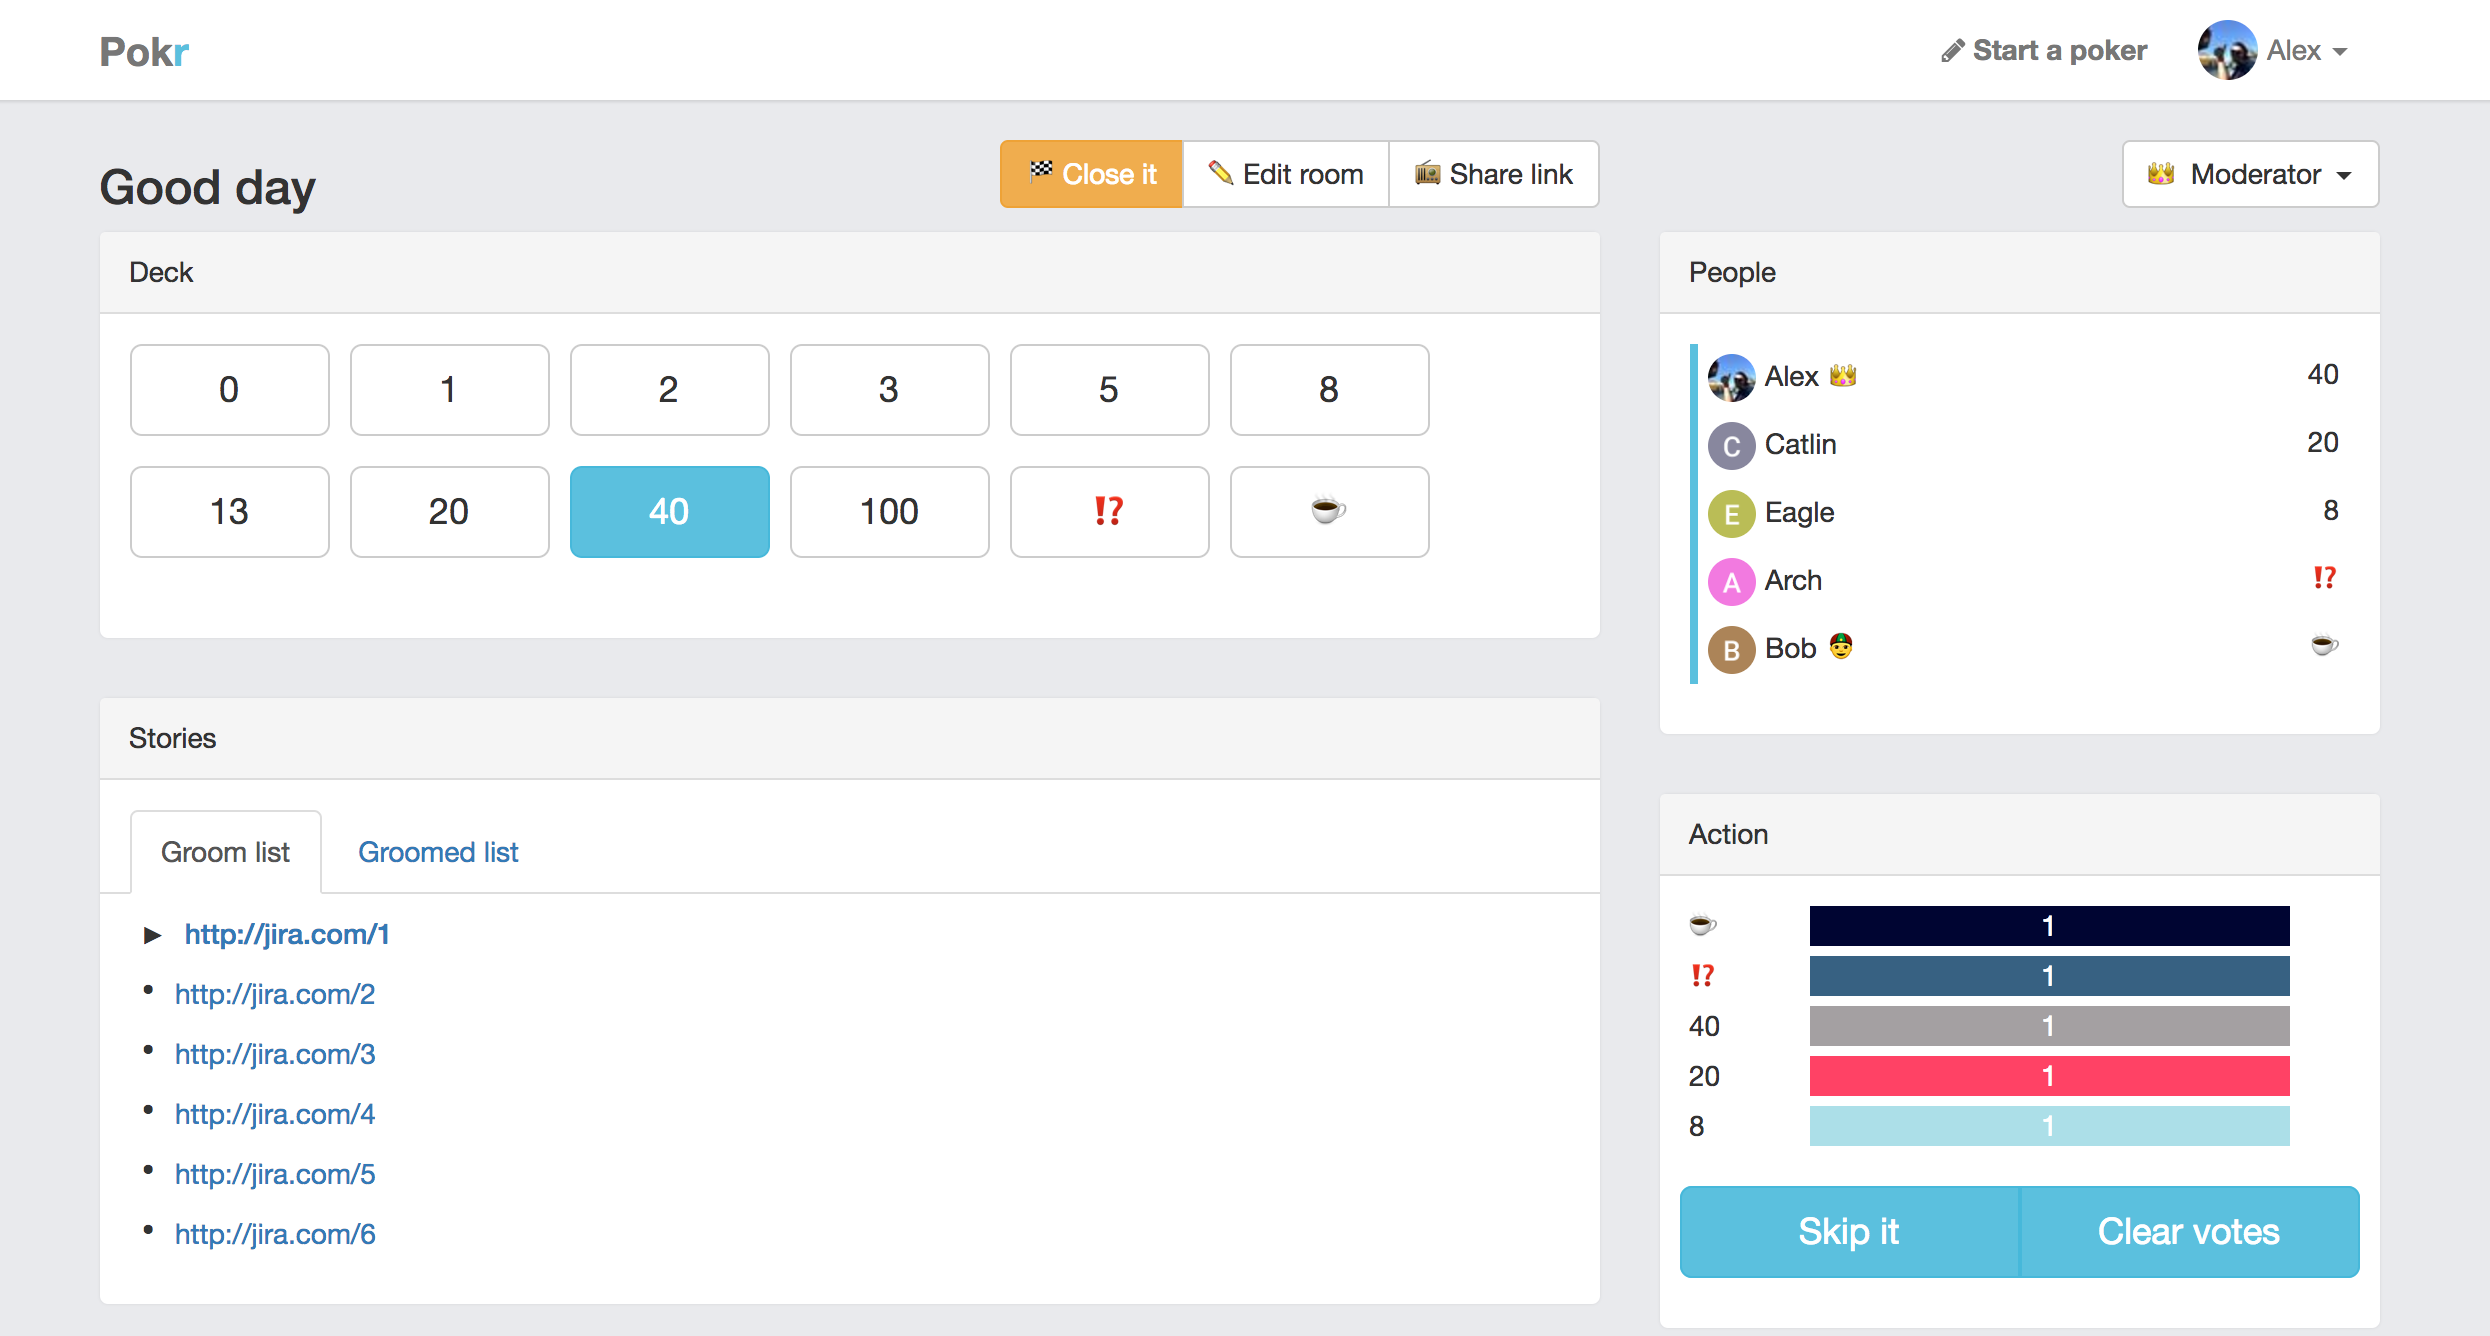 Pokr
Start a poker
Alex
Good day
Close it
Edit room
Share link
Moderator
Deck
0 1 2 3 5 8
13 20 40 100 ⁉️ ☕
Stories
Groom list Groomed list
http://jira.com/1
http://jira.com/2
http://jira.com/3
http://jira.com/4
http://jira.com/5
http://jira.com/6
People
Alex 40
C Catlin 20
E Eagle 8
A Arch ⁉️
B Bob ☕
Action
☕ 1
⁉️ 1
40 1
20 1
8 1
Skip it Clear votes